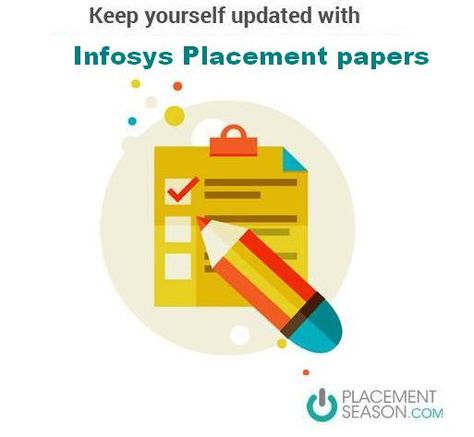 Keep yourself updated with
Infosys Placement papers
PLACEMENT
SEASON.COM